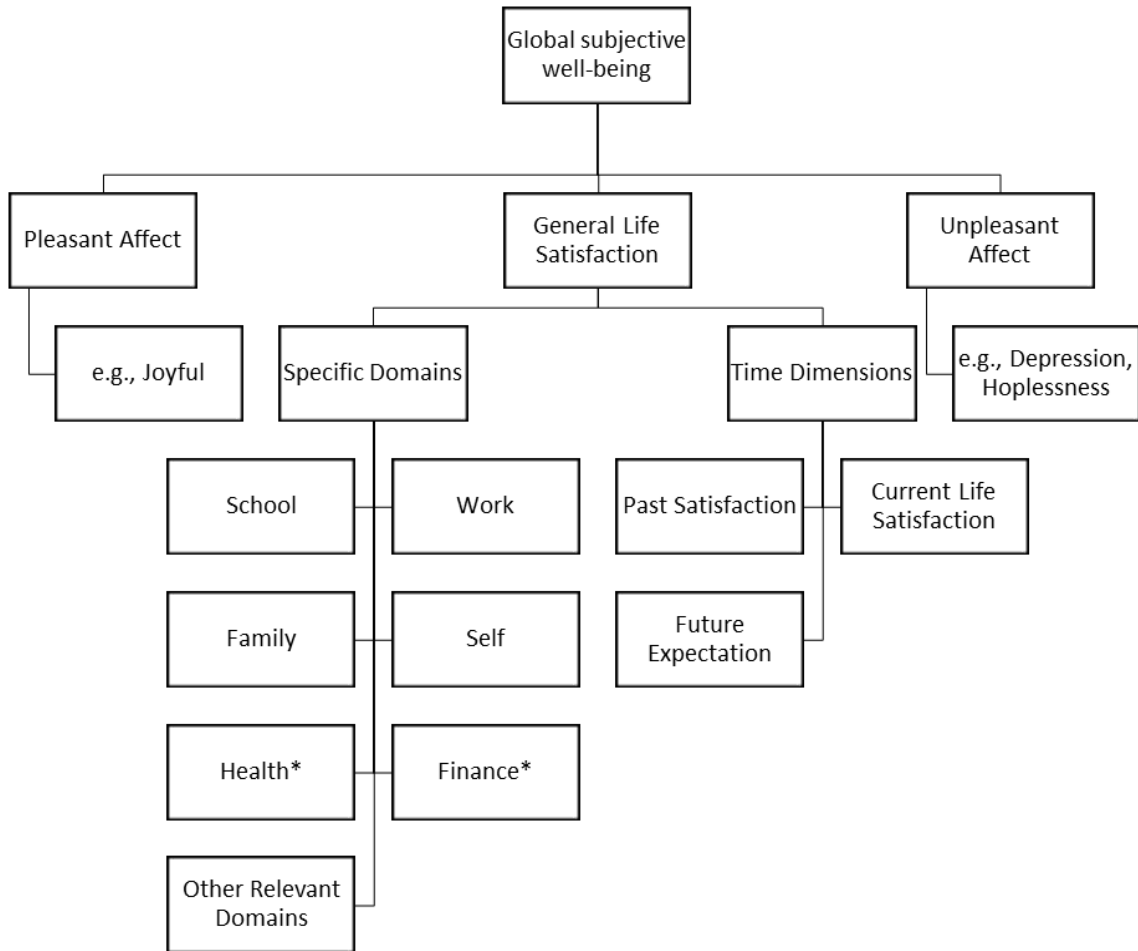 Global subjective
well-being
Pleasant Affect
General Life
Satisfaction
Unpleasant
Affect
e.g., Joyful
Specific Domains
Time Dimensions
e.g., Depression,
Hoplessness
School
Work
Past Satisfaction
Current Life
Satisfaction
Family
Self
Future
Expectation
Health*
Finance*
Other Relevant
Domains